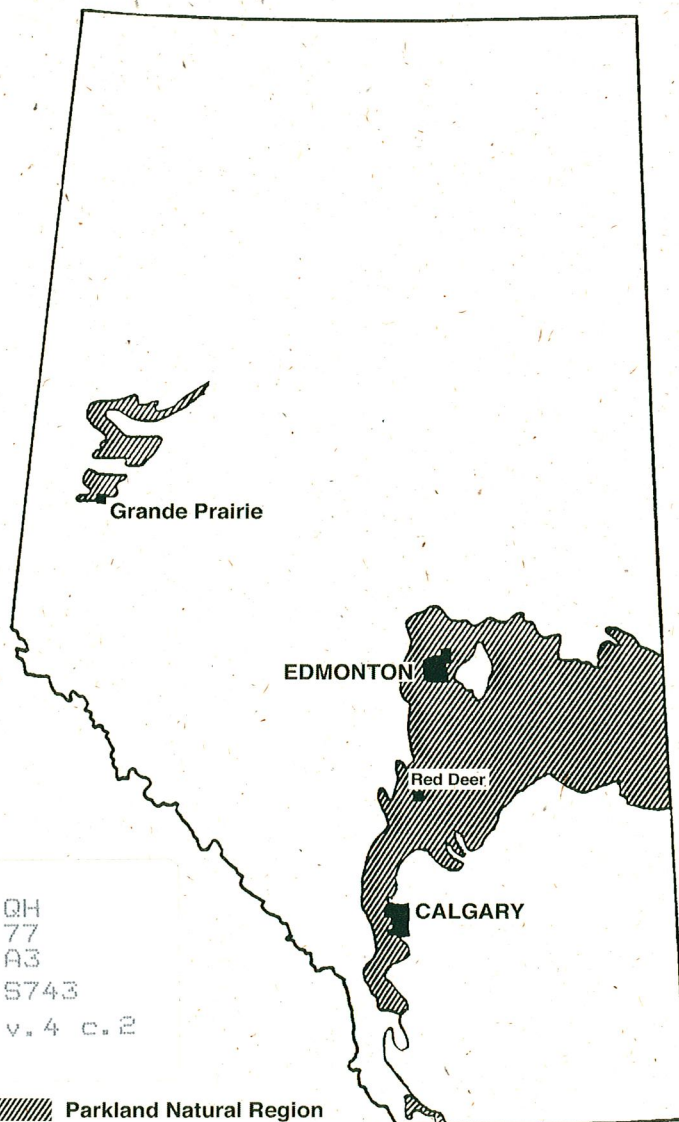 Grande Prairie
EDMONTON
Red Deer
CALGARY
QH
77
A3
S743
v.4 c.2
Parkland Natural Region